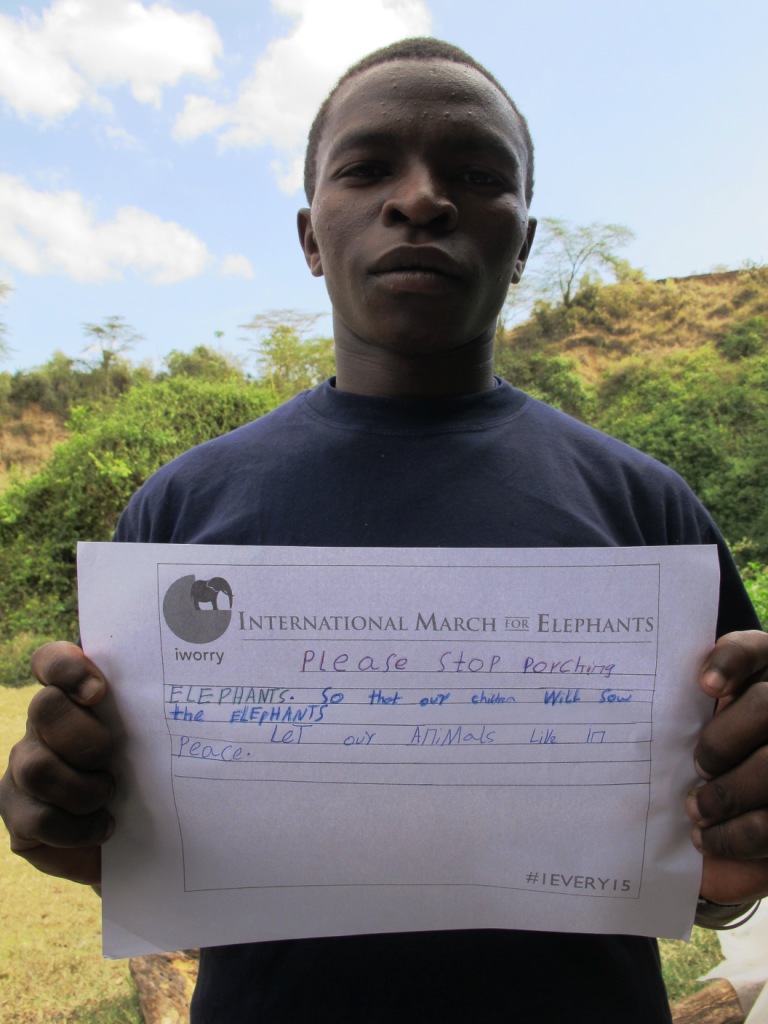 iworry
INTERNATIONAL MARCH FOR ELEPHANTS
Please stop Porching
ELEPHANTS. So that our children Will saw
the ELEPHANTS
Peace. LET our AniMals Live In
#1EVERY15